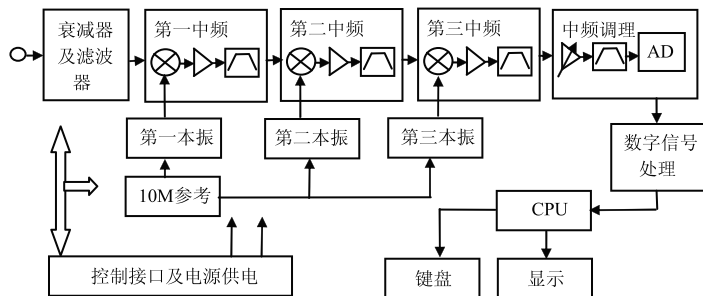 衰减器
及滤波
器
第一中频
第二中频
第三中频
中频调理
AD
第一本振
第二本振
第三本振
数字信号
处理
10M参考
CPU
控制接口及电源供电
键盘
显示